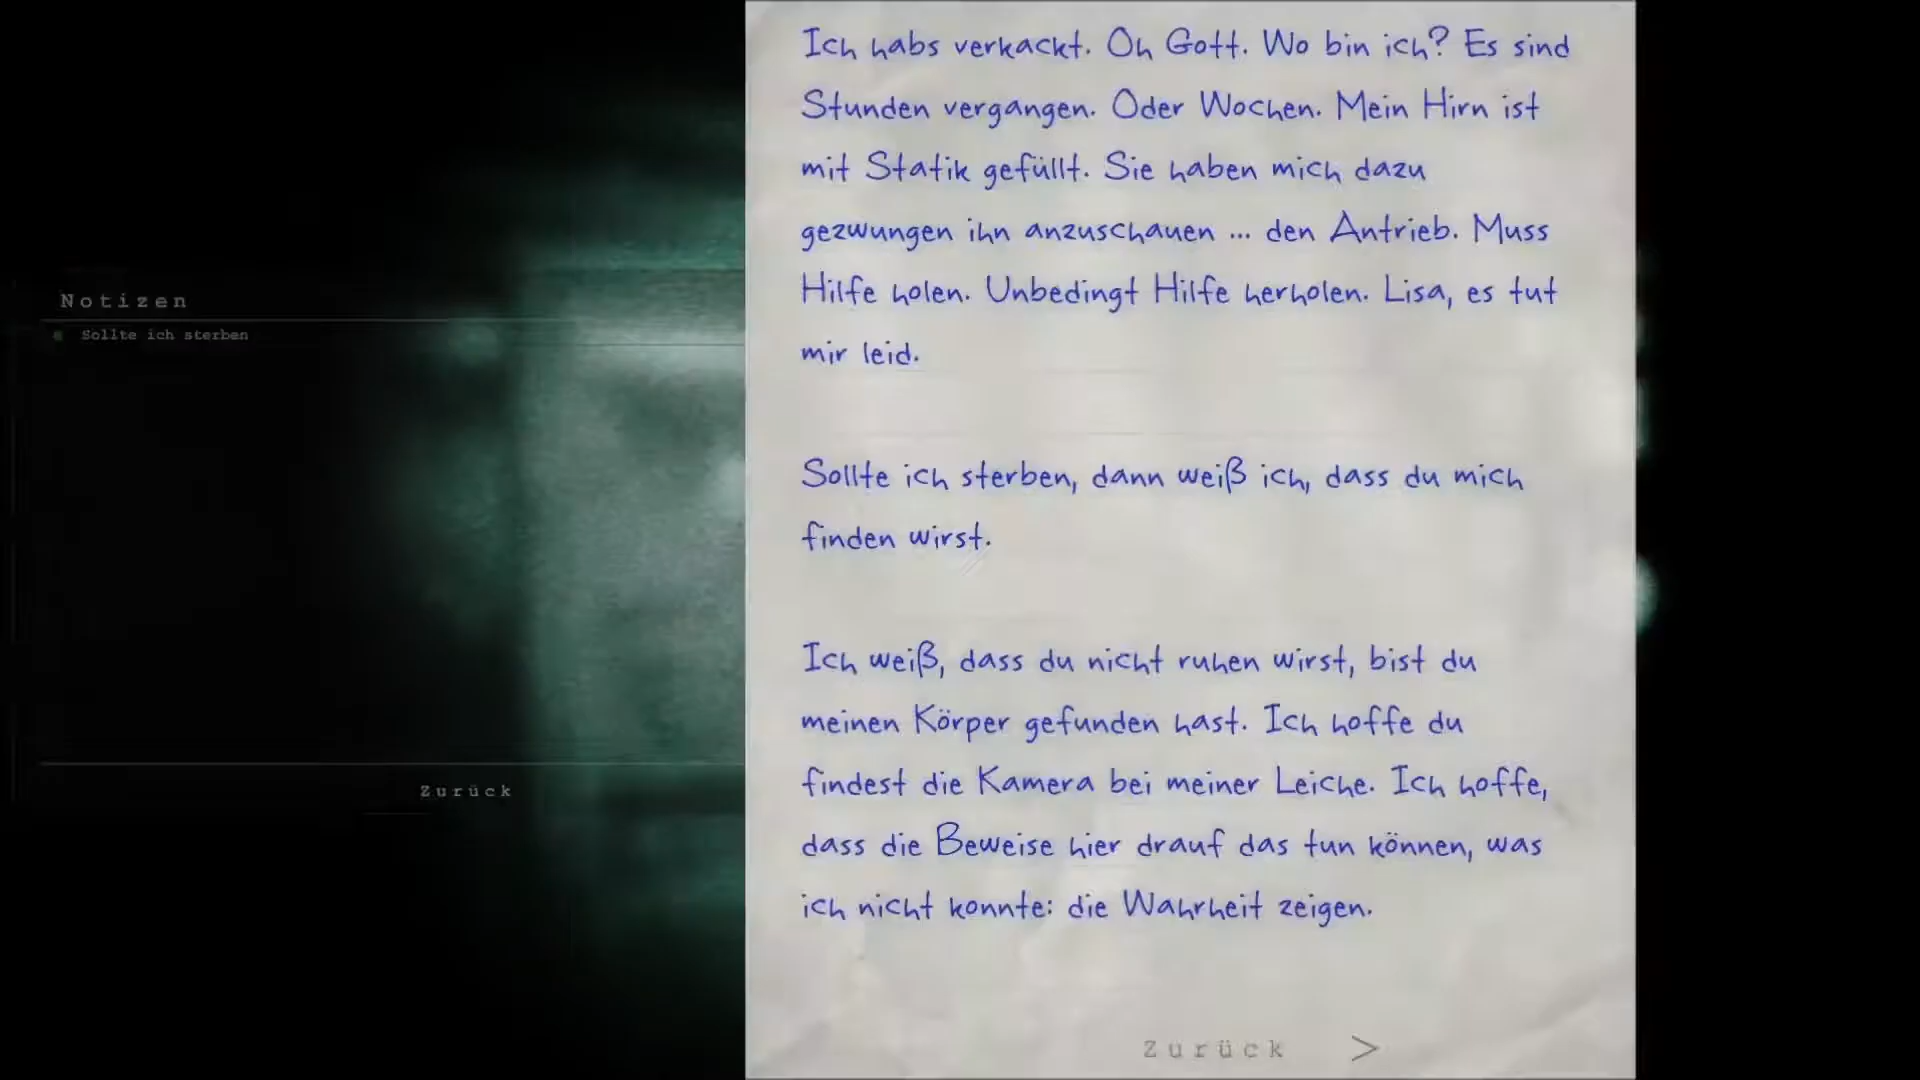 Notizen
Sollte ich sterben
Zurück
Ich habs verkackt. Oh Gott. Wo bin ich? Es sind
Stunden vergangen. Oder Wochen. Mein Hirn ist
mit Statik gefüllt. Sie haben mich dazu
gezwungen ihn anzuschauen ... den Antrieb. Muss
Hilfe holen. Unbedingt Hilfe herholen. Lisa, es tut
mir leid.
Sollte ich sterben, dann weiß ich, dass du mich
finden wirst.
Ich weiß, dass du nicht ruhen wirst, bist du
meinen Körper gefunden hast. Ich hoffe du
findest die Kamera bei meiner Leiche. Ich hoffe,
dass die Beweise hier drauf das tun können, was
ich nicht konnte: die Wahrheit zeigen.
Zurück >